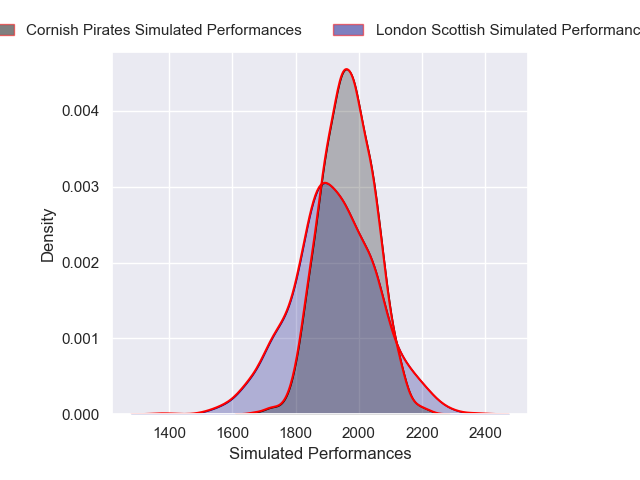 Cornish Pirates Simulated Performances London Scottish Simulated Performanc
0.004
0.003
0.002
0.001
0.000
Density
1400 1600 1800 2000 2200 2400
Simulated Performances